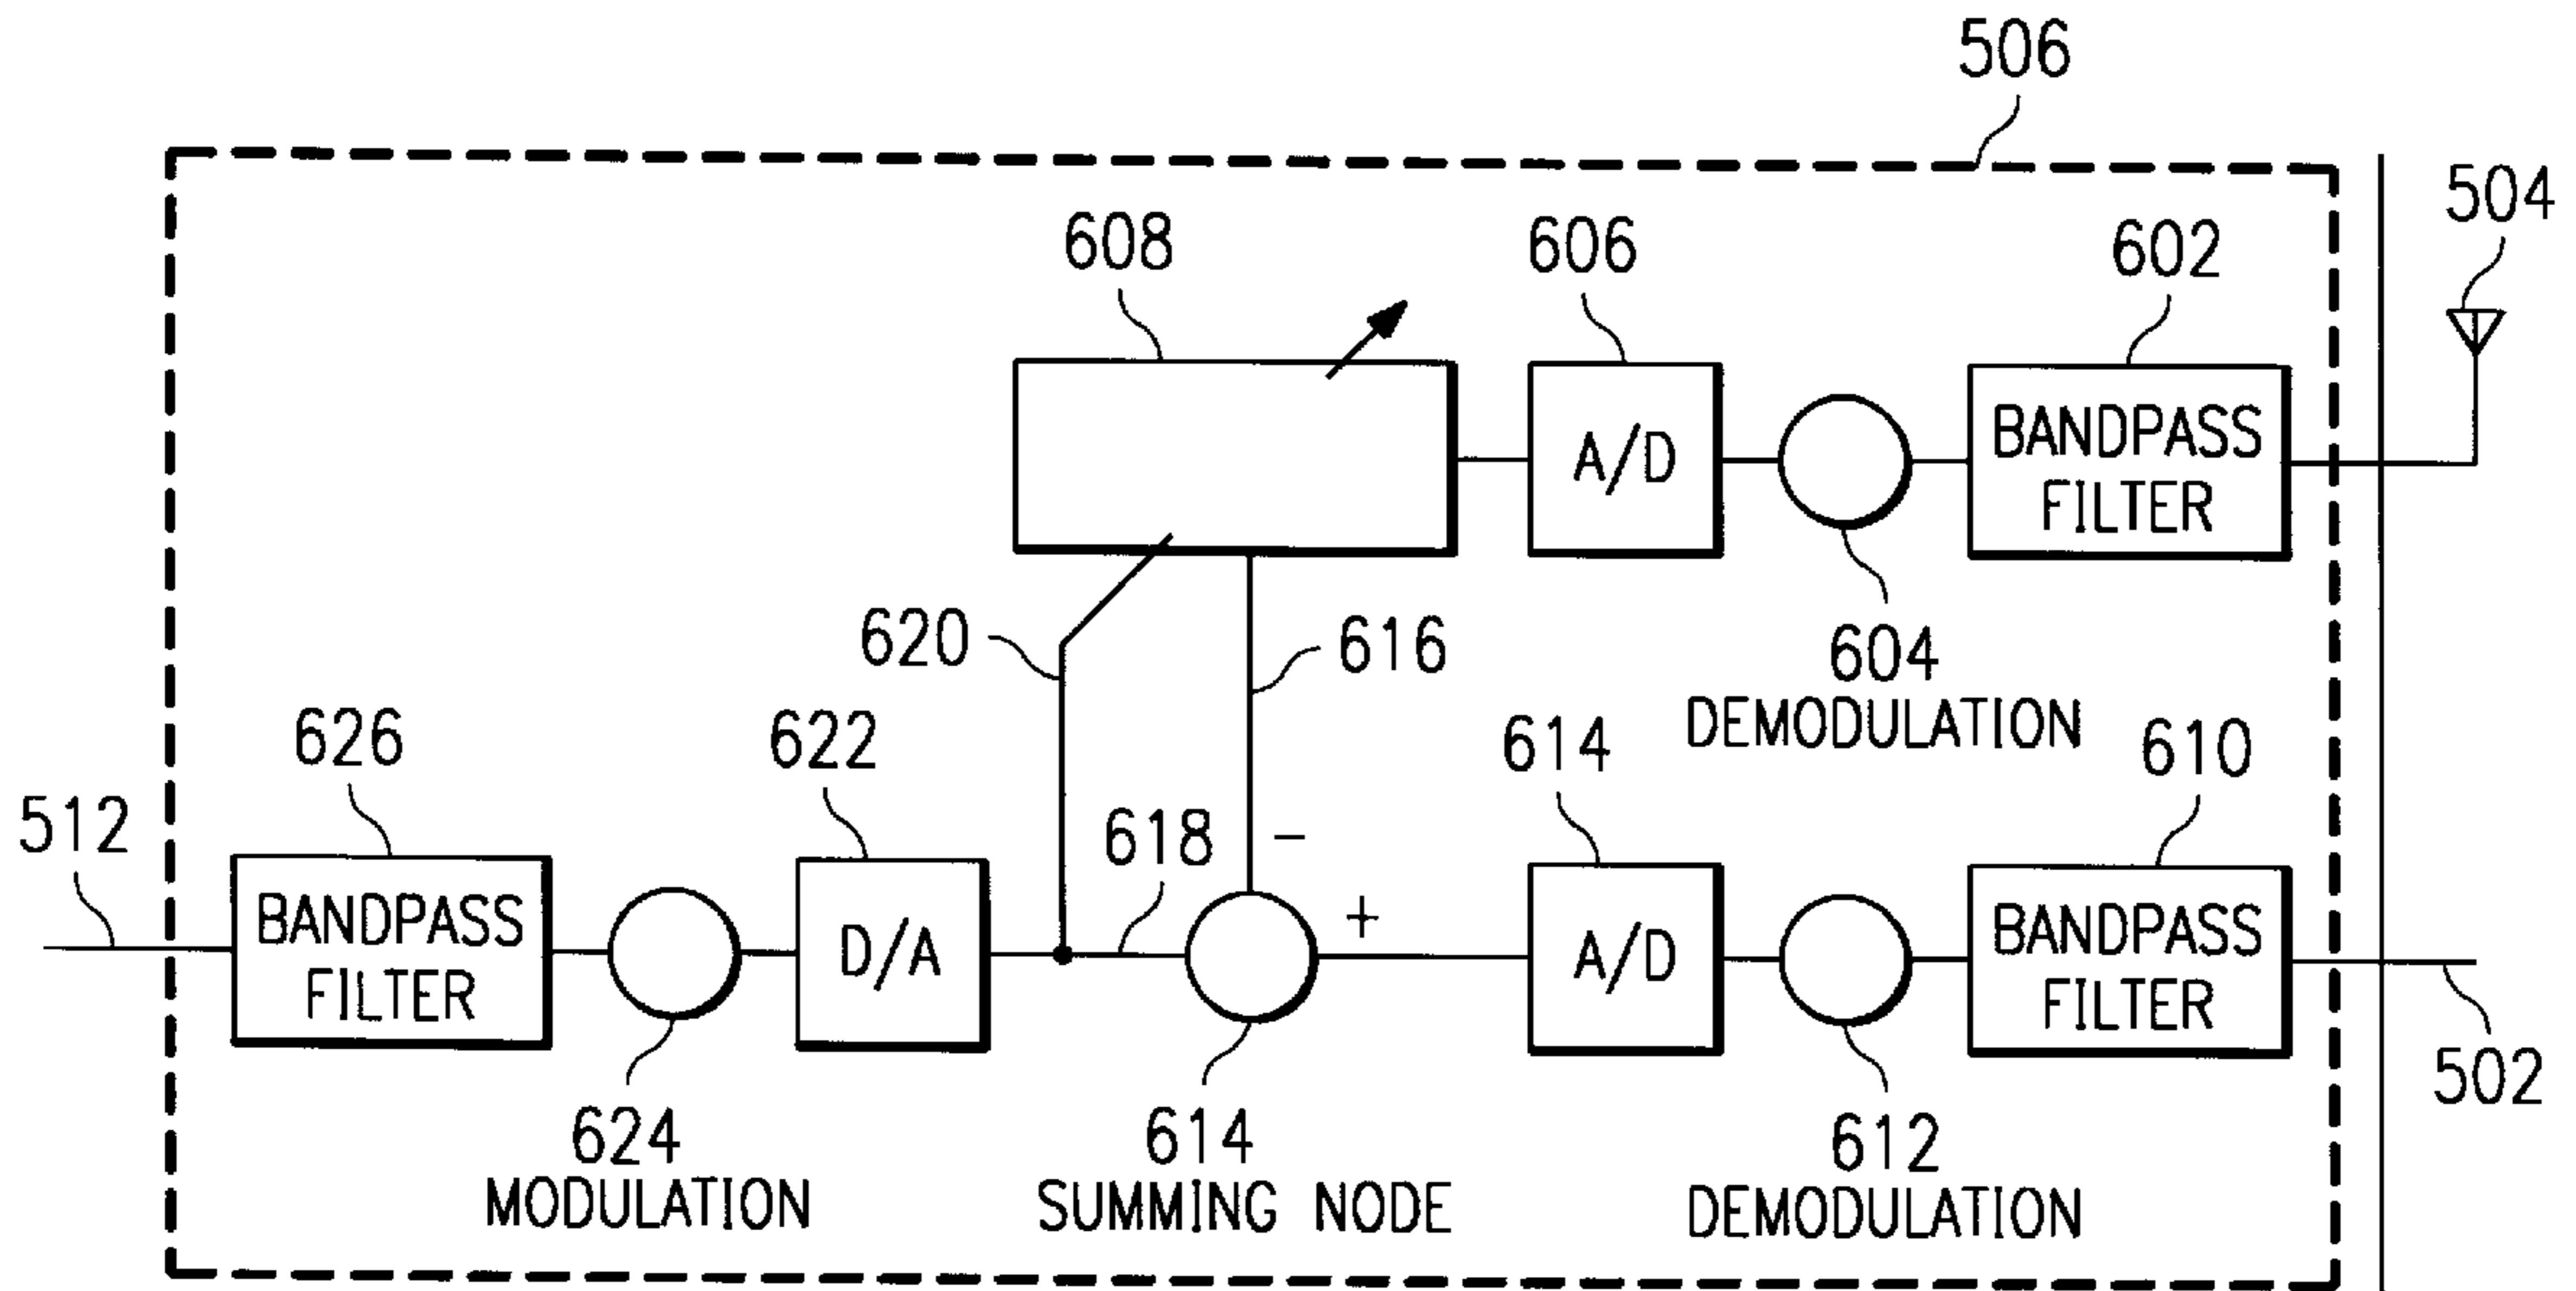 506
504
608
606
602
A/D
BANDPASS
FILTER
620
616
604
DEMODULATION
626
622
614
610
512
618
−
+
BANDPASS
FILTER
D/A
A/D
BANDPASS
FILTER
502
624
MODULATION
614
SUMMING NODE
612
DEMODULATION